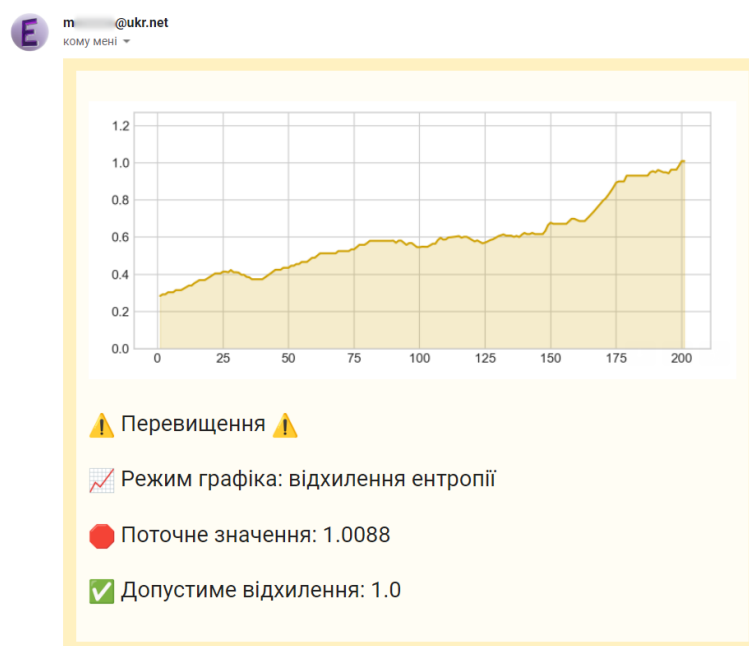 E
@ukr.net
кому мені
1.2
1.0
0.8
0.6
0.4
0.2
0.0
0 25 50 75 100 125 150 175 200
Перевищення
Режим графіка: відхилення ентропії
Поточне значення: 1.0088
Допустиме відхилення: 1.0